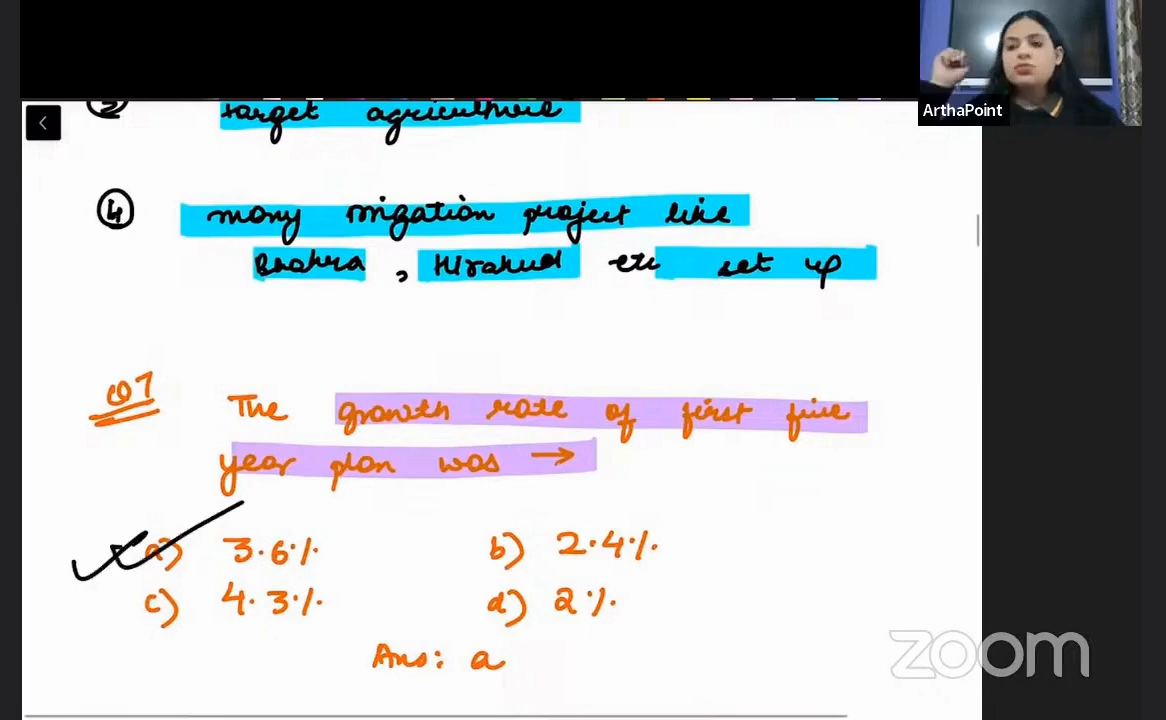 ArthaPoint
target agriculture
④ many irrigation project like
Bhakra, Hirakud etc set up
Q7 The growth rate of first five
year plan was →
a) 3.6% b) 2.4%
c) 4.3% d) 2%
Ans: a
zoom